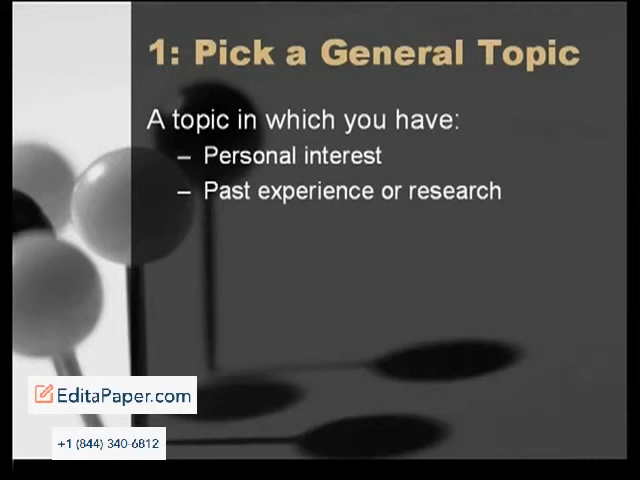 1: Pick a General Topic
A topic in which you have:
– Personal interest
– Past experience or research
EditaPaper.com
+1 (844) 340-6812